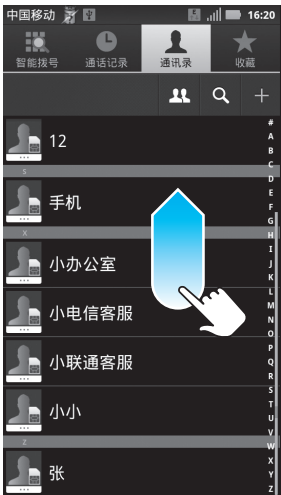 中国移动 16:20
智能拨号 通话记录 通讯录 收藏
12
S
手机
X
小办公室
小电信客服
小联通客服
小小
Z
张
#
A
B
C
D
E
F
G
H
I
J
K
L
M
N
O
P
Q
R
S
T
U
V
W
X
Y
Z